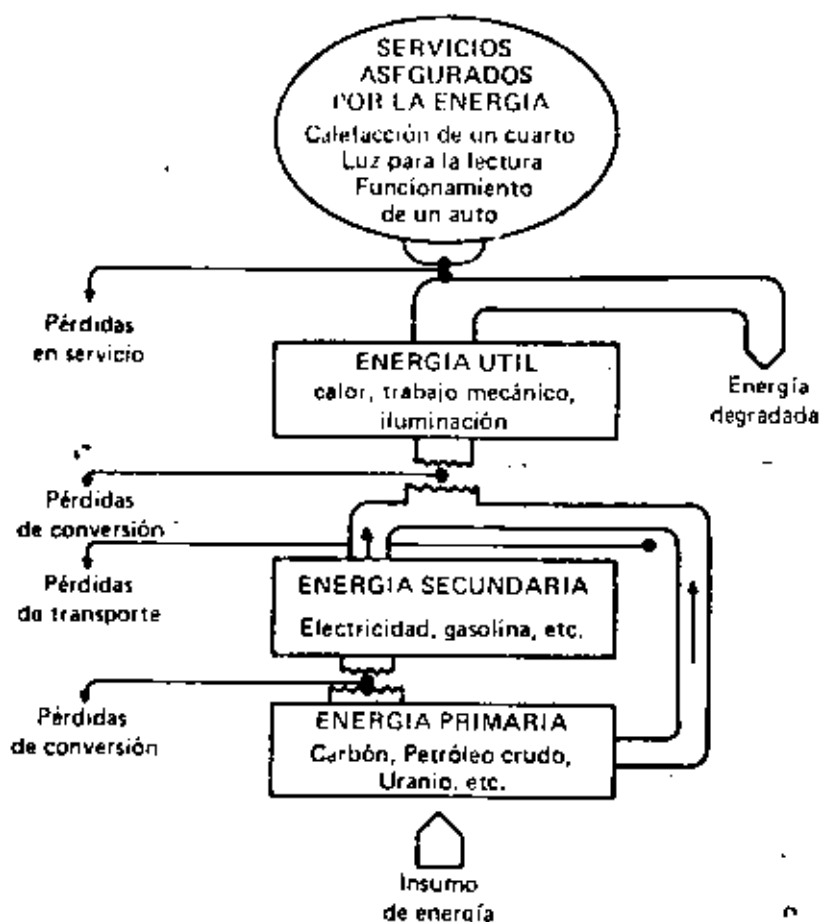 SERVICIOS
ASEGURADOS
POR LA ENERGIA
Calefacción de un cuarto
Luz para la lectura
Funcionamiento
de un auto
Pérdidas
en servicio
ENERGIA UTIL
calor, trabajo mecánico,
iluminación
Energía
degradada
Pérdidas
de conversión
Pérdidas
de transporte
ENERGIA SECUNDARIA
Electricidad, gasolina, etc.
Pérdidas
de conversión
ENERGIA PRIMARIA
Carbón, Petróleo crudo,
Uranio, etc.
Insumo
de energía